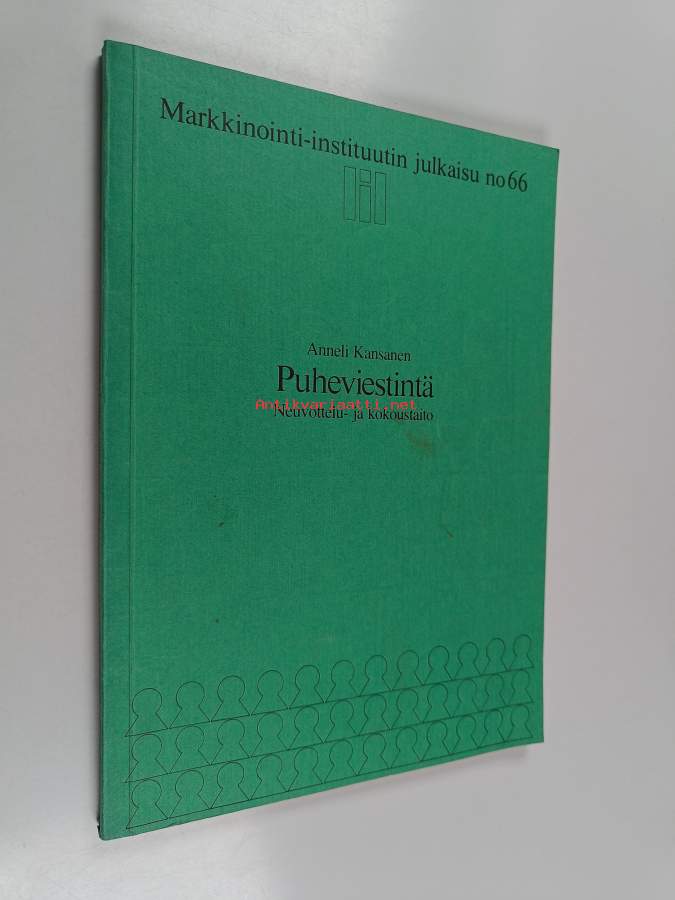 Markkinointi-instituutin julkaisu no 66
Anneli Kansanen
Puheviestintä
Antikvariaatti.net
Neuvottelu- ja kokoustaito